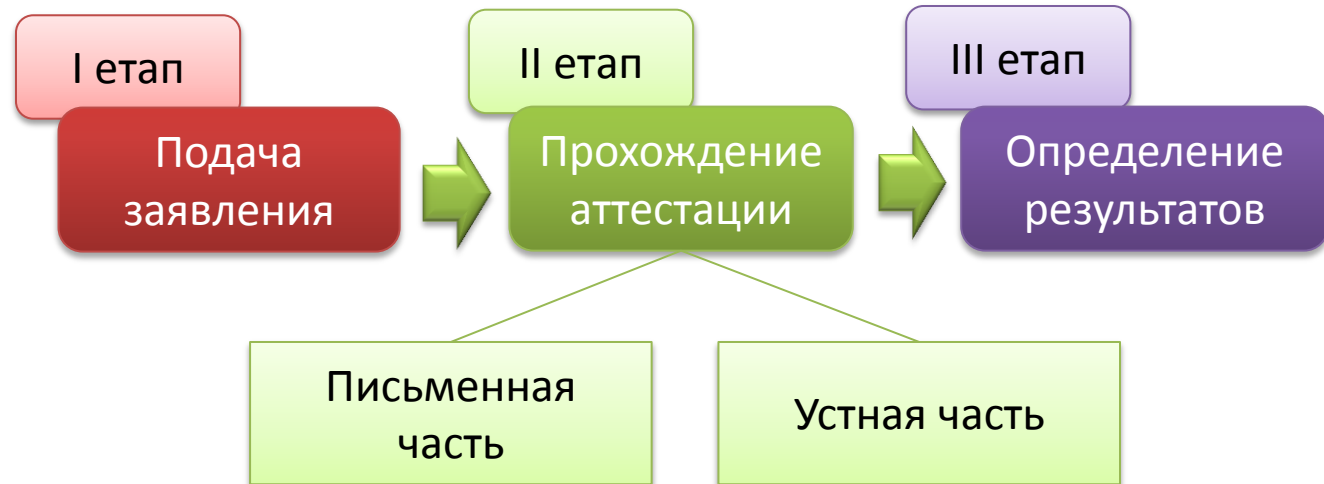 I етап
Подача
заявления
II етап
Прохождение
аттестации
III етап
Определение
результатов
Письменная
часть
Устная часть